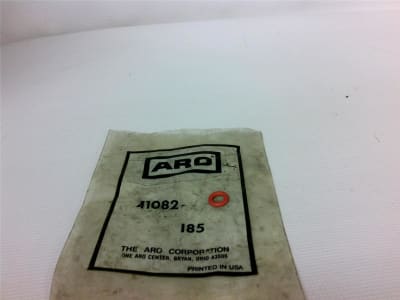 ARO
41082-
185
THE ARO CORPORATION
ONE ARO CENTER, BRYAN, OHIO 43506
PRINTED IN USA